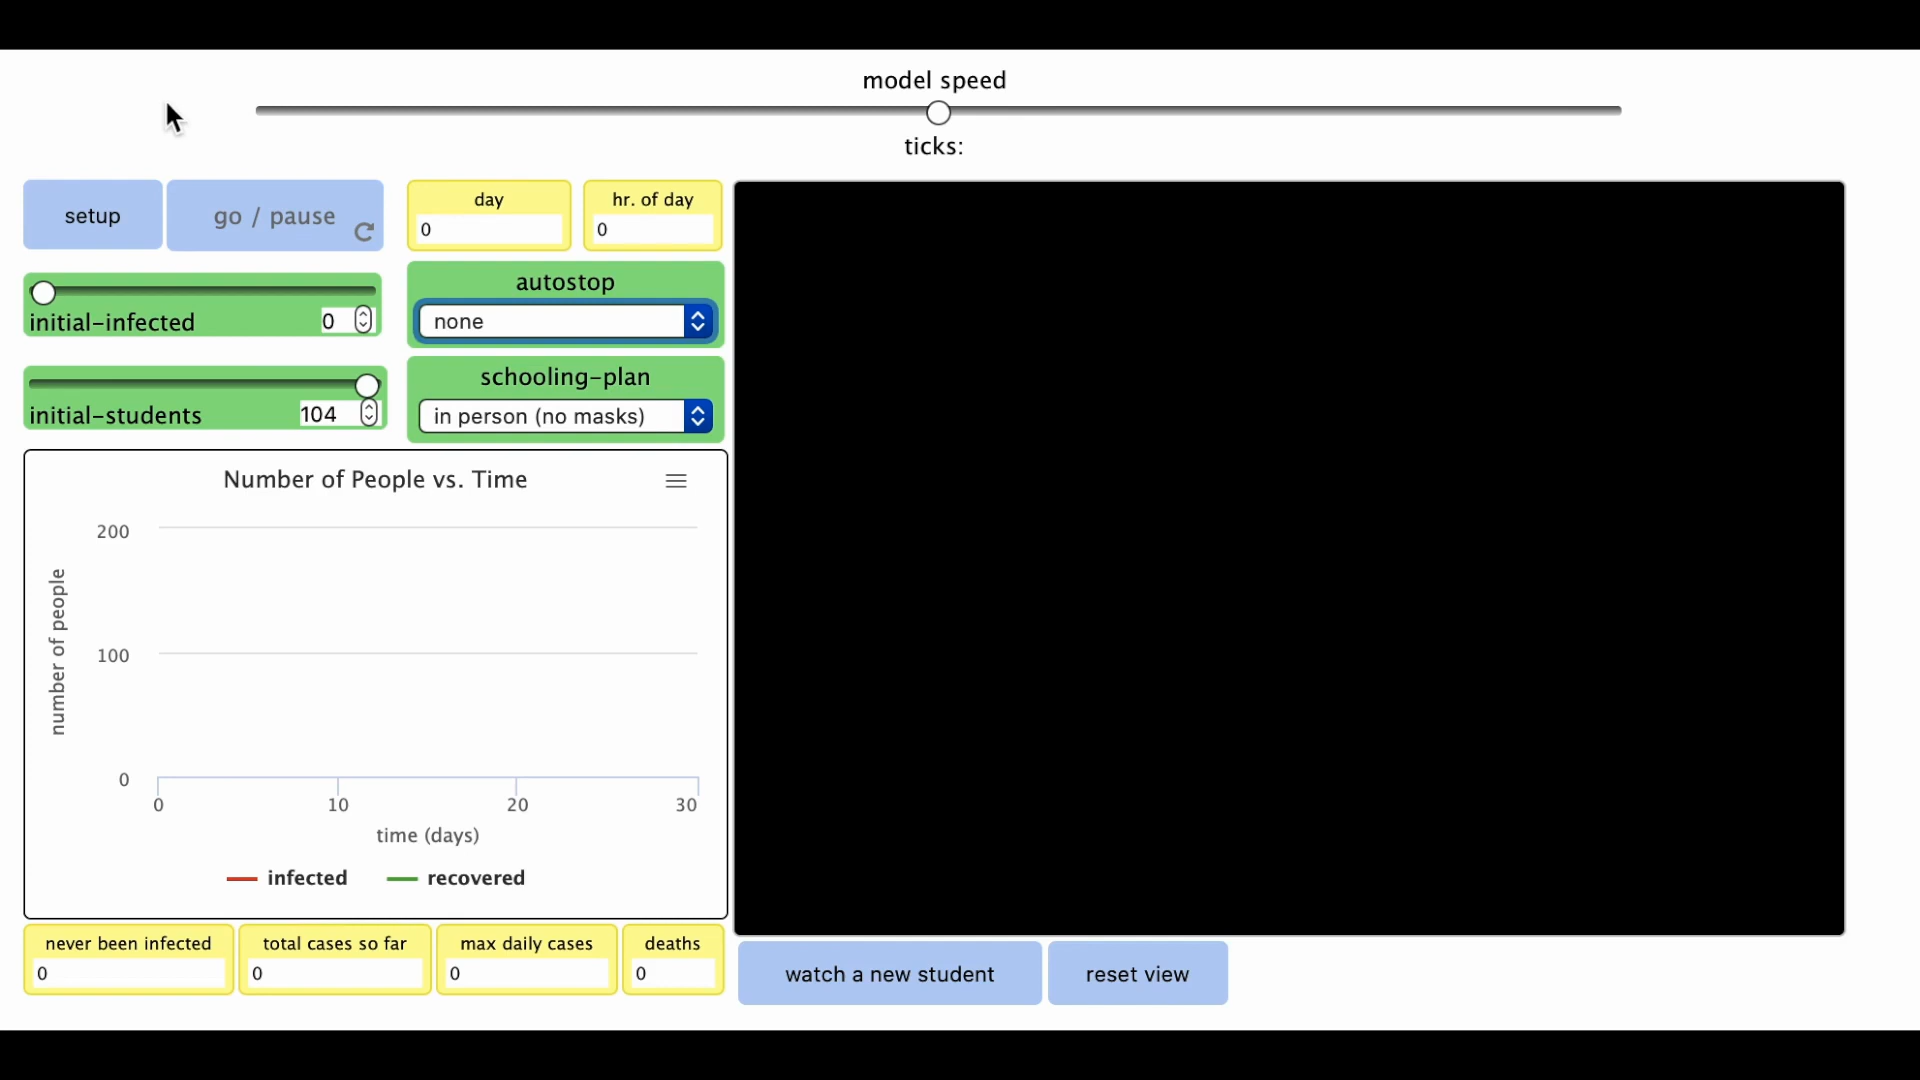 model speed
ticks:
setup
go / pause
day
0
hr. of day
0
initial-infected
0
autostop
none
initial-students
104
schooling-plan
in person (no masks)
Number of People vs. Time
200
100
0
number of people
0
10
20
30
time (days)
infected
recovered
never been infected
0
total cases so far
0
max daily cases
0
deaths
0
watch a new student
reset view